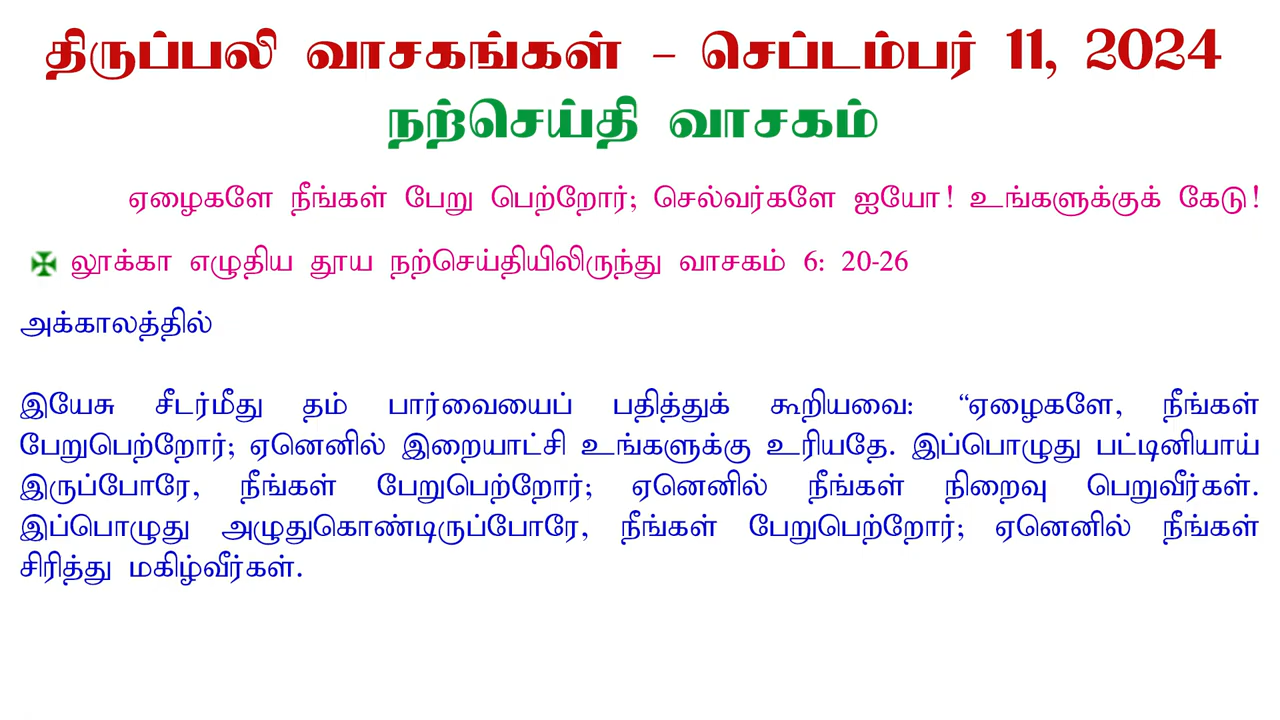 திருப்பலி வாசகங்கள் - செப்டம்பர் 11, 2024
நற்செய்தி வாசகம்
ஏழைகளே நீங்கள் பேறு பெற்றோர்; செல்வர்களே ஐயோ! உங்களுக்குக் கேடு!
✠ லூக்கா எழுதிய தூய நற்செய்தியிலிருந்து வாசகம் 6: 20-26
அக்காலத்தில்
இயேசு சீடர்மீது தம் பார்வையைப் பதித்துக் கூறியவை: “ஏழைகளே, நீங்கள்
பேறுபெற்றோர்; ஏனெனில் இறையாட்சி உங்களுக்கு உரியதே. இப்பொழுது பட்டினியாய்
இருப்போரே, நீங்கள் பேறுபெற்றோர்; ஏனெனில் நீங்கள் நிறைவு பெறுவீர்கள்.
இப்பொழுது அழுதுகொண்டிருப்போரே, நீங்கள் பேறுபெற்றோர்; ஏனெனில் நீங்கள்
சிரித்து மகிழ்வீர்கள்.